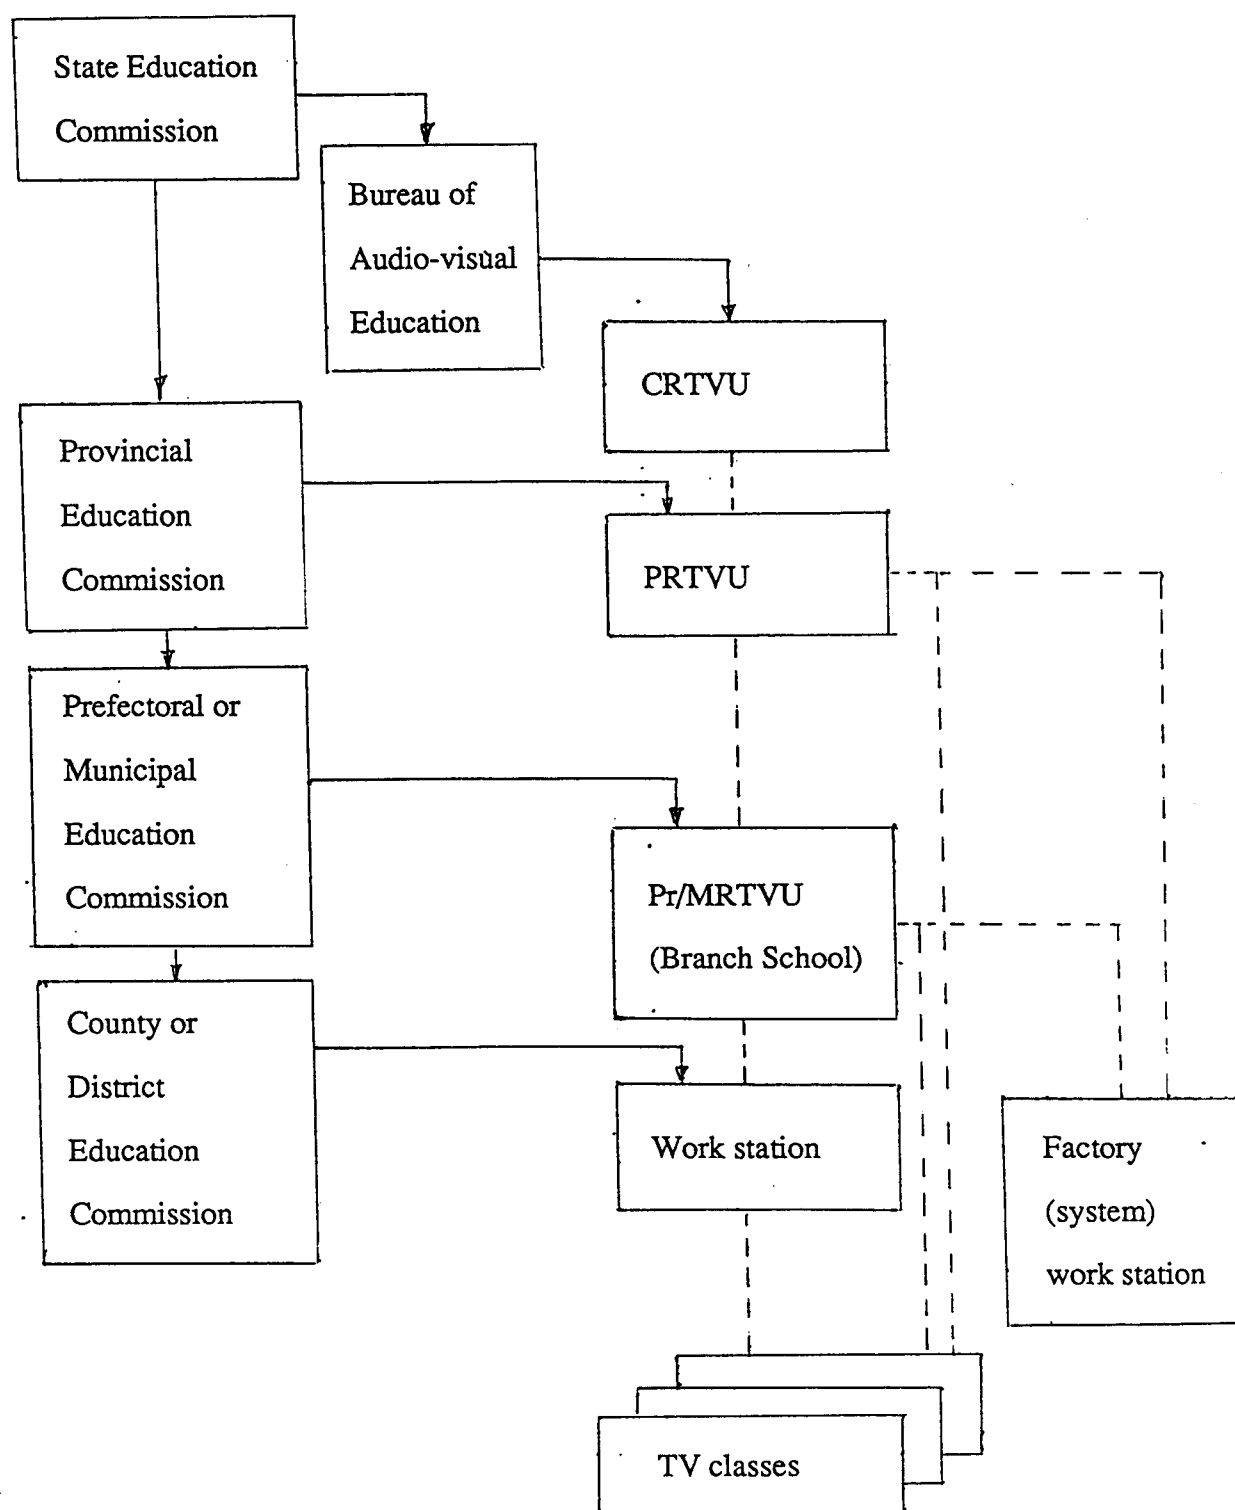 State Education
Commission
Bureau of
Audio-visual
Education
CRTVU
Provincial
Education
Commission
PRTVU
Prefectoral or
Municipal
Education
Commission
Pr/MRTVU
(Branch School)
County or
District
Education
Commission
Work station
Factory
(system)
work station
TV classes